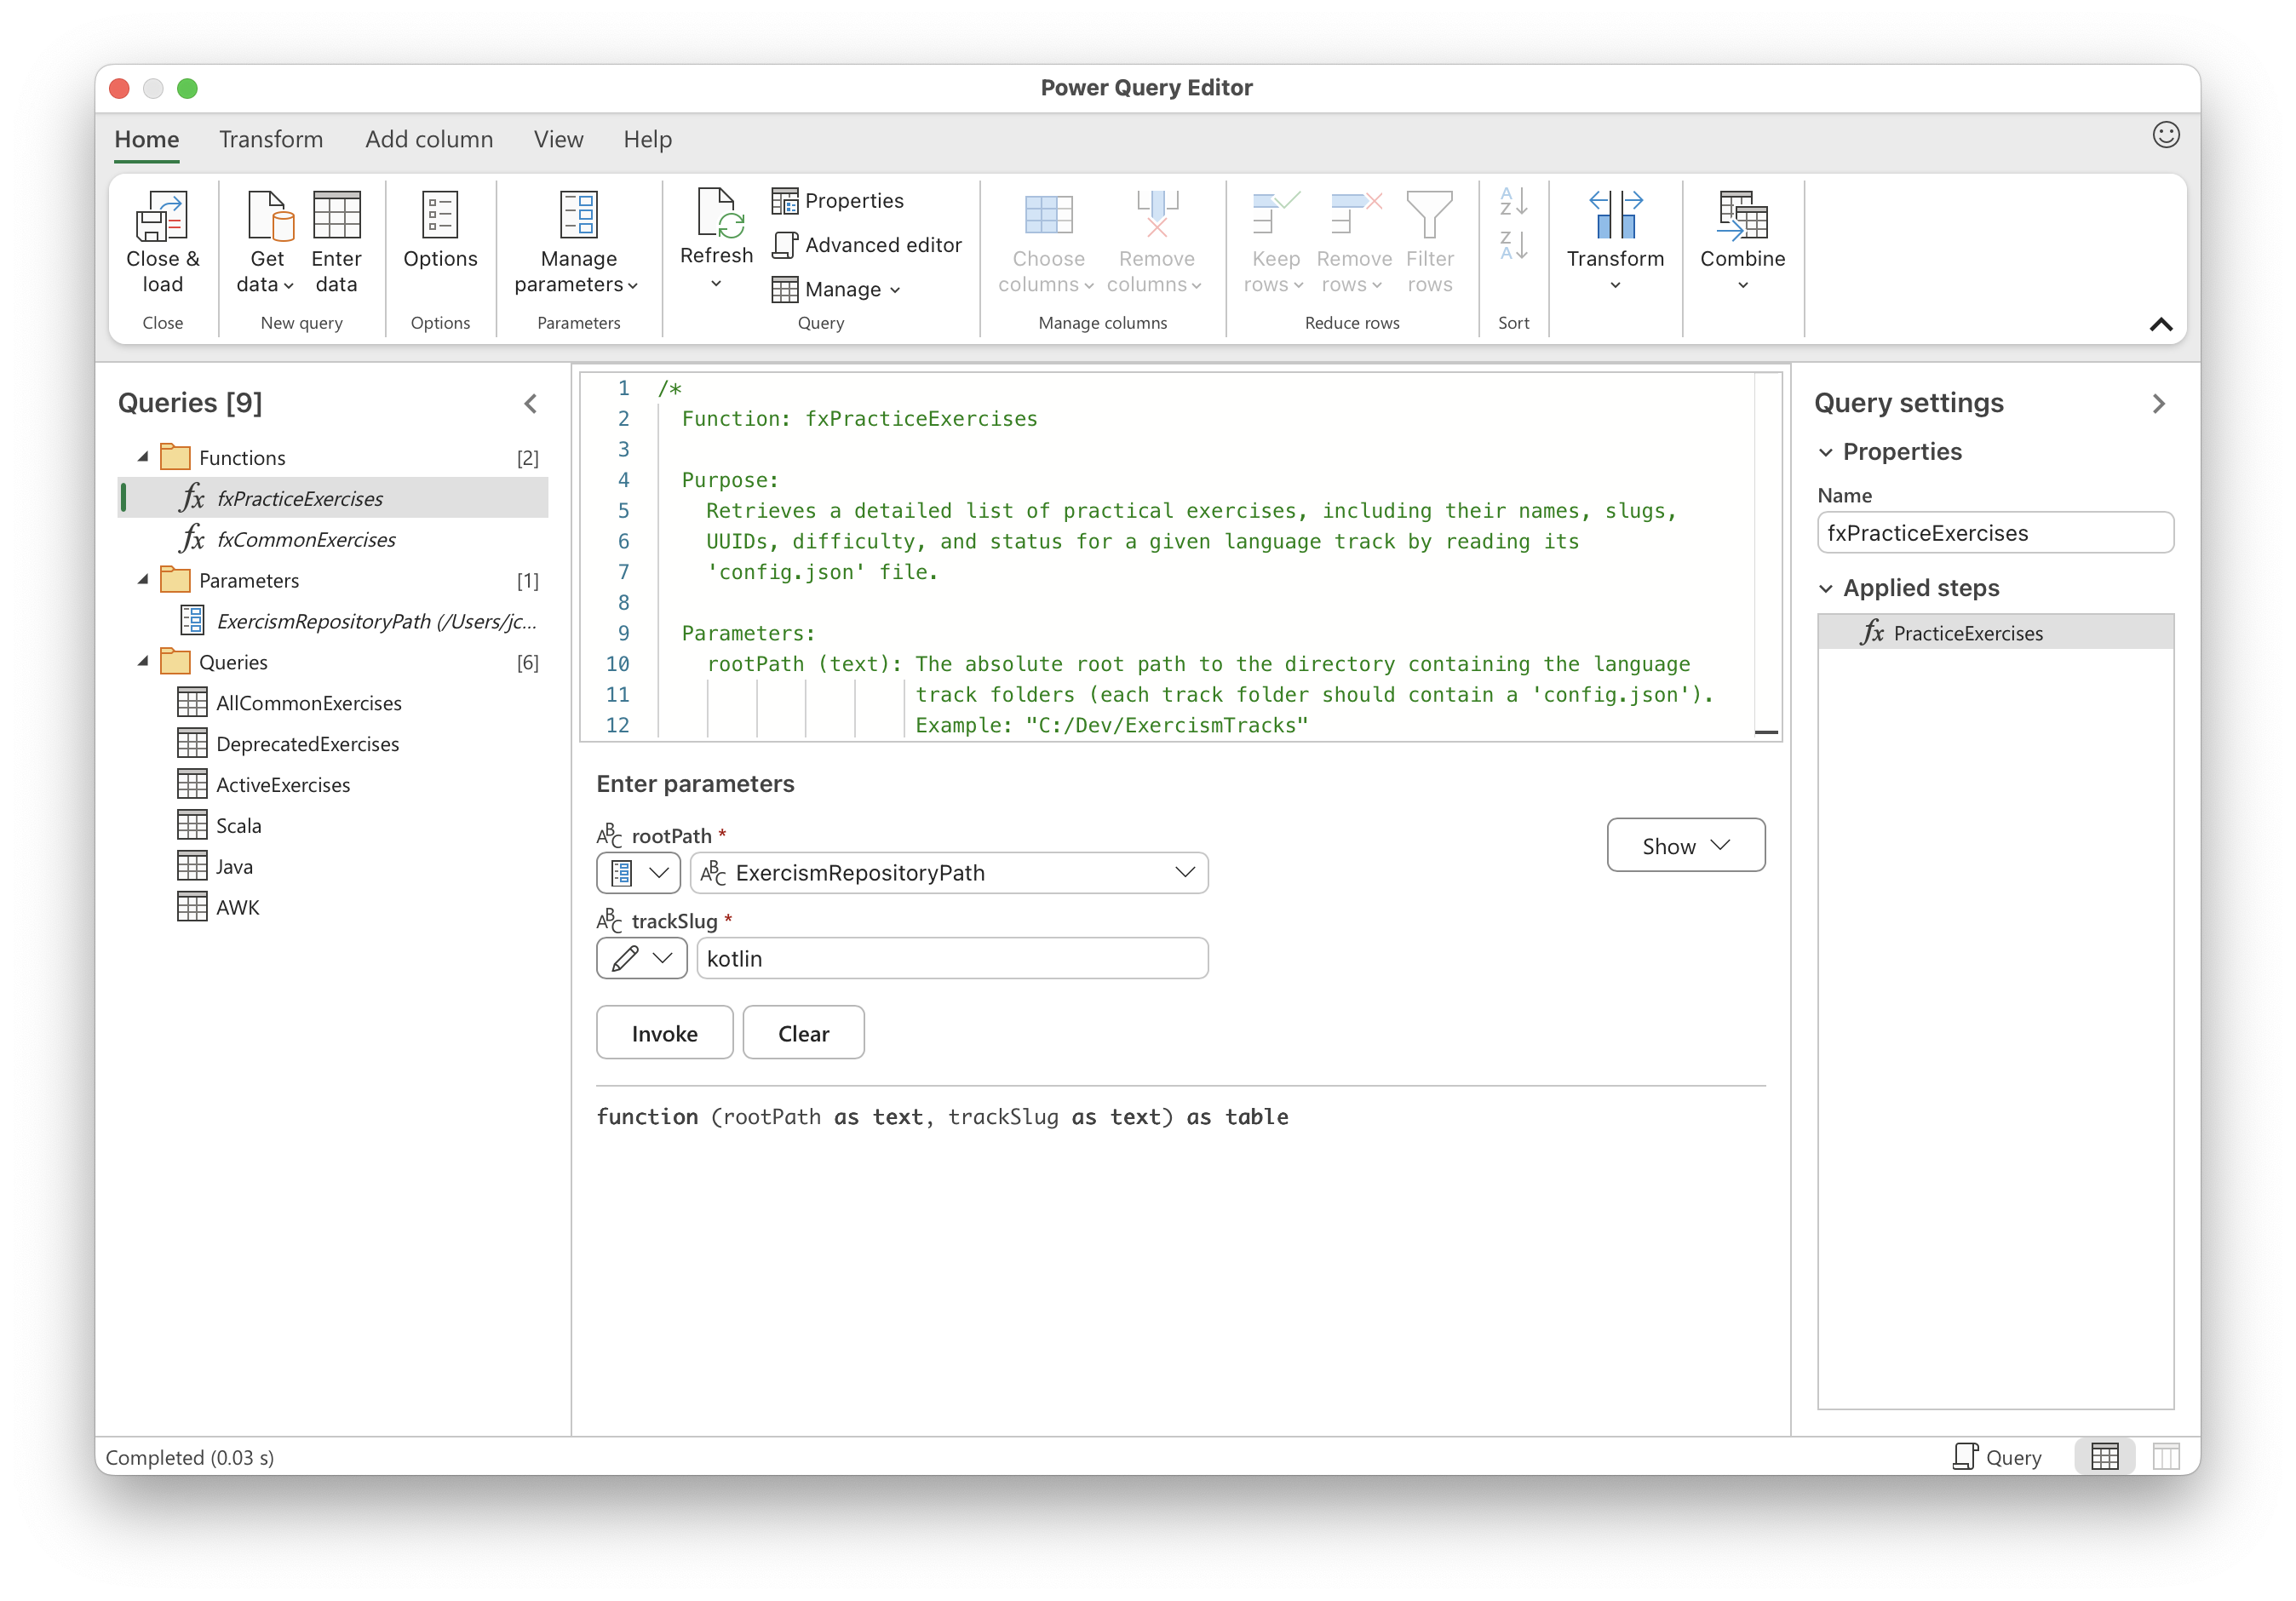 Power Query Editor
Home Transform Add column View Help
Close & load
Close
Get data
Enter data
New query
Options
Options
Manage parameters
Parameters
Refresh
Properties
Advanced editor
Manage
Query
Choose columns
Remove columns
Manage columns
Keep rows
Remove rows
Filter rows
Reduce rows
Sort
Transform
Combine
Queries [9]
Functions [2]
fxPracticeExercises
fxCommonExercises
Parameters [1]
ExercismRepositoryPath (/Users/jc...
Queries [6]
AllCommonExercises
DeprecatedExercises
ActiveExercises
Scala
Java
AWK
1 /*
2 Function: fxPracticeExercises
3
4 Purpose:
5 Retrieves a detailed list of practical exercises, including their names, slugs,
6 UUIDs, difficulty, and status for a given language track by reading its
7 'config.json' file.
8
9 Parameters:
10 rootPath (text): The absolute root path to the directory containing the language
11 track folders (each track folder should contain a 'config.json').
12 Example: "C:/Dev/ExercismTracks"
Enter parameters
ABC rootPath *
ABC ExercismRepositoryPath
Show
ABC trackSlug *
kotlin
Invoke Clear
function (rootPath as text, trackSlug as text) as table
Query settings
Properties
Name
fxPracticeExercises
Applied steps
fx PracticeExercises
Completed (0.03 s)
Query